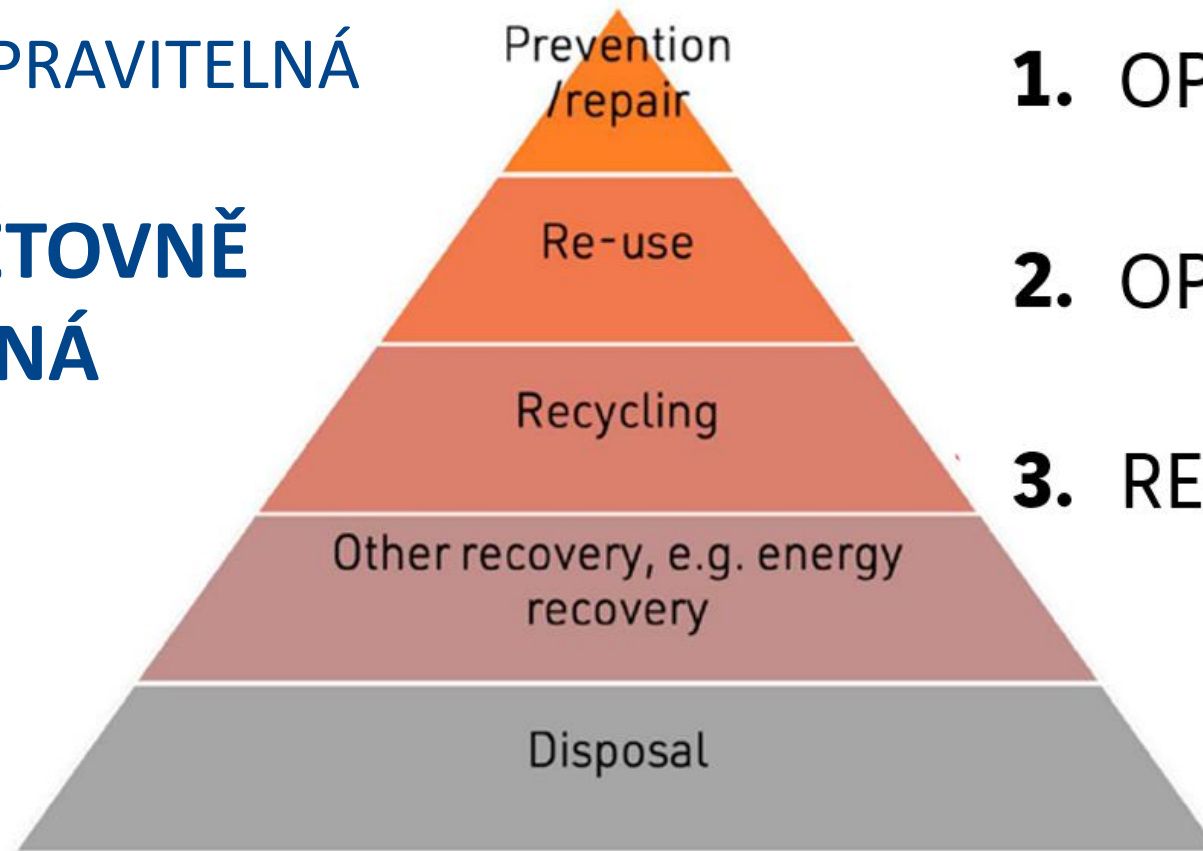 PRAVITELNÁ
TOVNĚ
NÁ
Prevention
/repair
Re-use
Recycling
Other recovery, e.g. energy
recovery
Disposal
1. OP
2. OP
3. RE